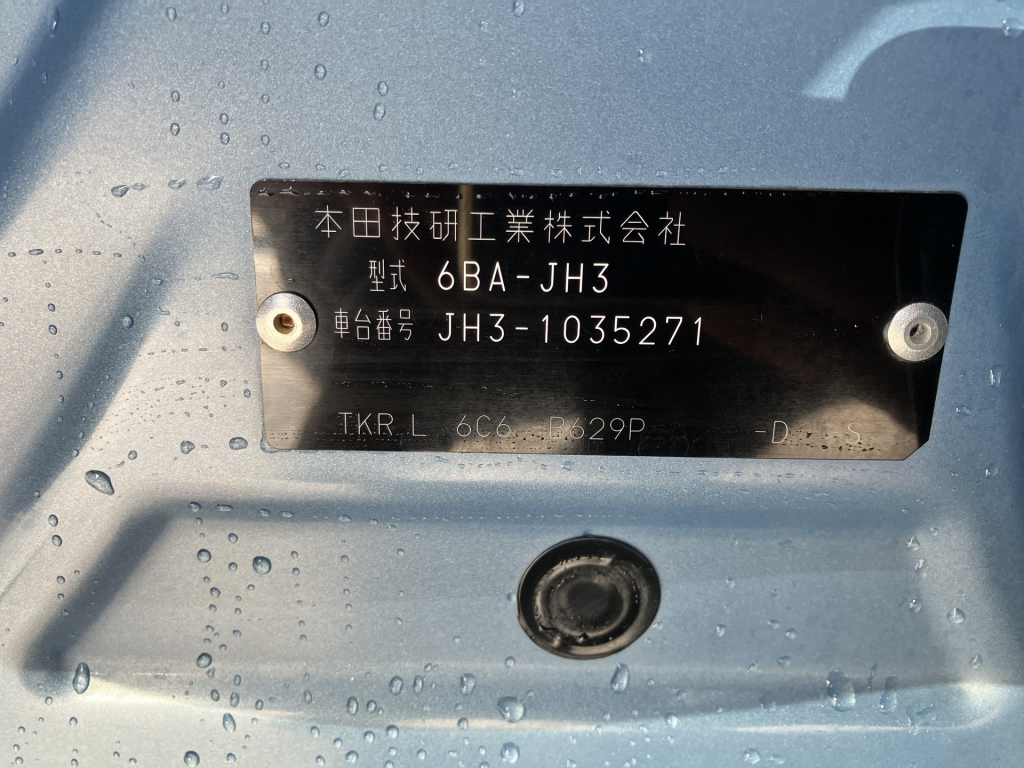 本田技研工業株式会社
型式 6BA-JH3
車台番号 JH3-1035271
TKR L 6C6 B629P -D S